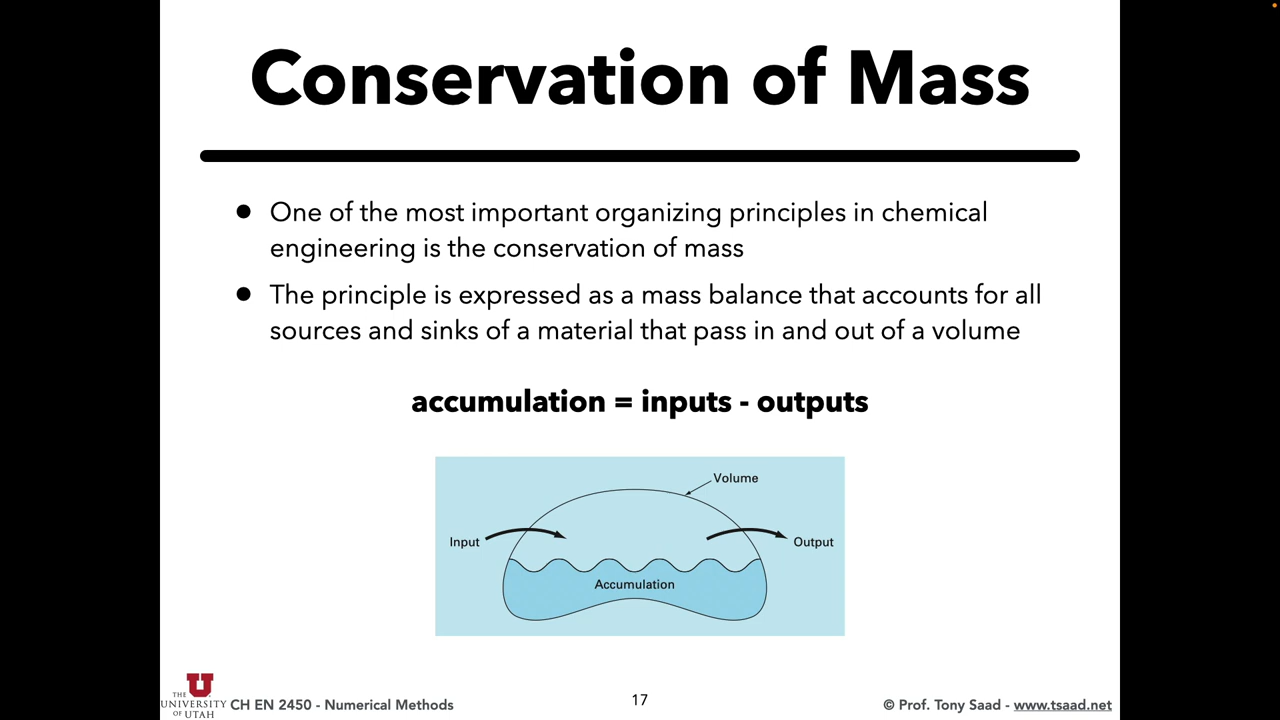 Conservation of Mass
• One of the most important organizing principles in chemical
engineering is the conservation of mass
• The principle is expressed as a mass balance that accounts for all
sources and sinks of a material that pass in and out of a volume
accumulation = inputs - outputs
Volume
Input
Output
Accumulation
THE
UNIVERSITY
OF UTAH
CH EN 2450 - Numerical Methods
17
© Prof. Tony Saad - www.tsaad.net